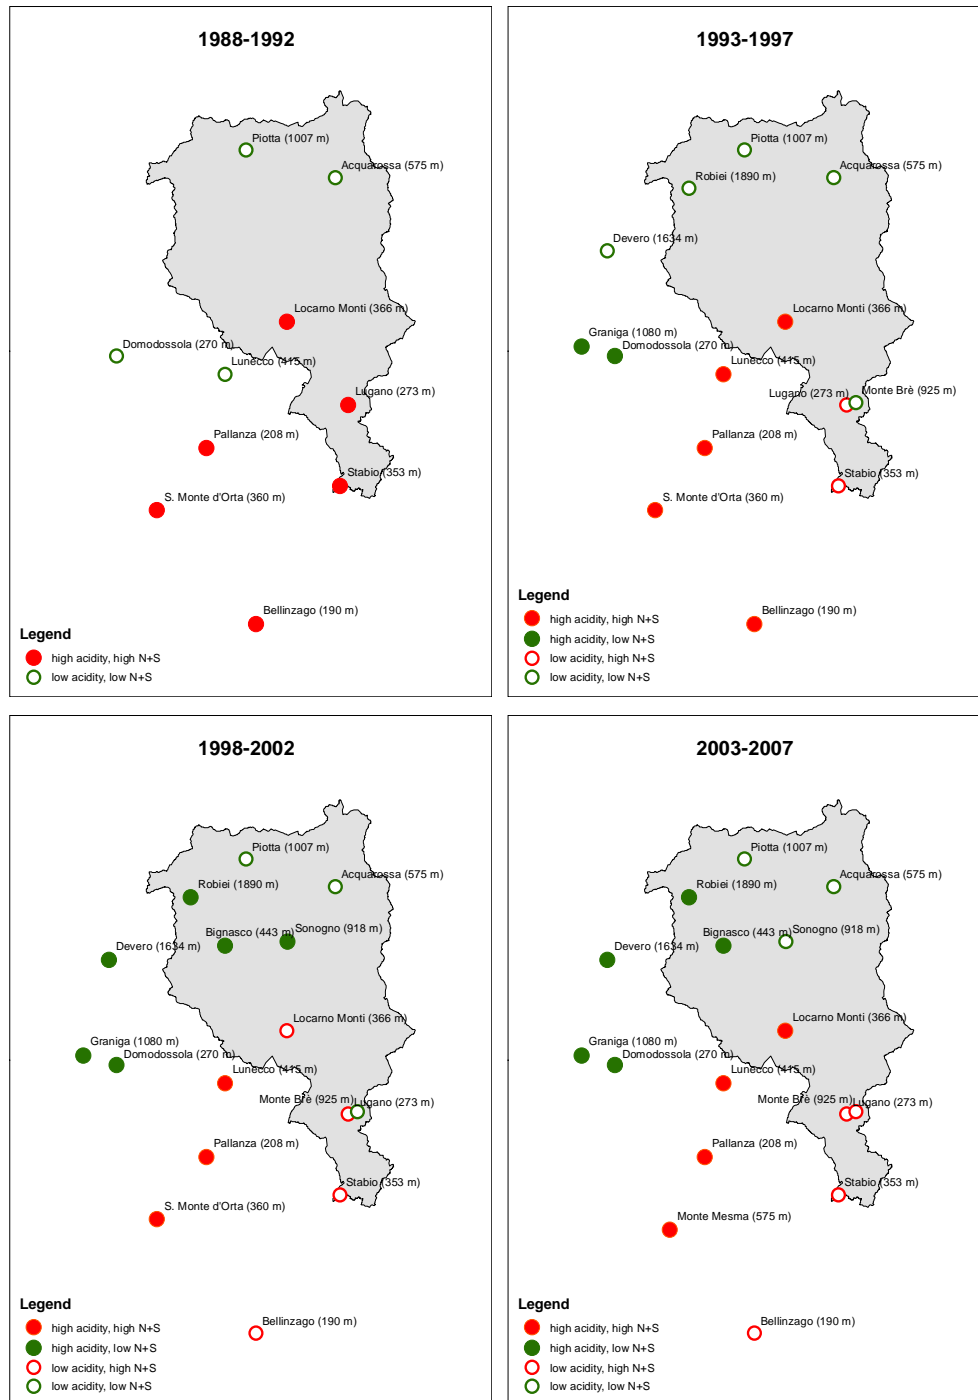 1988-1992
Piotta (1007 m)
Acquarossa (575 m)
Locarno Monti (366 m)
Domodossola (270 m)
Lunecco (415 m)
Lugano (273 m)
Pallanza (208 m)
Stabio (353 m)
S. Monte d'Orta (360 m)
Bellinzago (190 m)
Legend
high acidity, high N+S
low acidity, low N+S
1993-1997
Piotta (1007 m)
Acquarossa (575 m)
Robiei (1890 m)
Devero (1634 m)
Locarno Monti (366 m)
Graniga (1080 m)
Domodossola (270 m)
Lunecco (415 m)
Lugano (273 m)
Monte Brè (925 m)
Pallanza (208 m)
Stabio (353 m)
S. Monte d'Orta (360 m)
Bellinzago (190 m)
Legend
high acidity, high N+S
high acidity, low N+S
low acidity, high N+S
low acidity, low N+S
1998-2002
Piotta (1007 m)
Acquarossa (575 m)
Robiei (1890 m)
Sonogno (918 m)
Bignasco (443 m)
Devero (1634 m)
Locarno Monti (366 m)
Graniga (1080 m)
Domodossola (270 m)
Lunecco (415 m)
Monte Brè (925 m)
Lugano (273 m)
Pallanza (208 m)
Stabio (353 m)
S. Monte d'Orta (360 m)
Bellinzago (190 m)
Legend
high acidity, high N+S
high acidity, low N+S
low acidity, high N+S
low acidity, low N+S
2003-2007
Piotta (1007 m)
Acquarossa (575 m)
Robiei (1890 m)
Sonogno (918 m)
Bignasco (443 m)
Devero (1634 m)
Locarno Monti (366 m)
Graniga (1080 m)
Domodossola (270 m)
Lunecco (415 m)
Monte Brè (925 m)
Lugano (273 m)
Pallanza (208 m)
Stabio (353 m)
Monte Mesma (575 m)
Bellinzago (190 m)
Legend
high acidity, high N+S
high acidity, low N+S
low acidity, high N+S
low acidity, low N+S